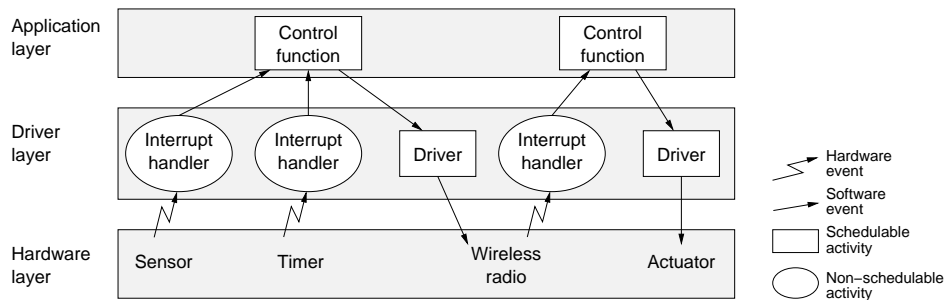 Application
layer
Control
function
Control
function
Driver
layer
Interrupt
handler
Interrupt
handler
Driver
Interrupt
handler
Driver
Hardware
layer
Sensor
Timer
Wireless
radio
Actuator
Hardware
event
Software
event
Schedulable
activity
Non−schedulable
activity